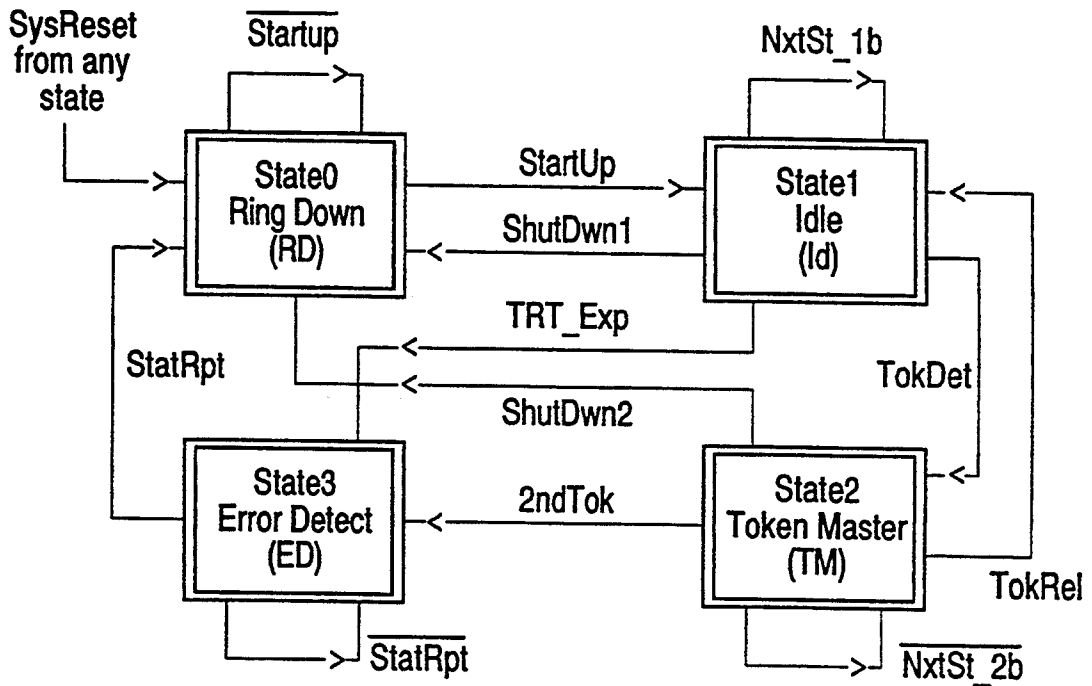 SysReset
from any
state
Startup
NxtSt_1b
State0
Ring Down
(RD)
StartUp
ShutDwn1
State1
Idle
(Id)
TRT_Exp
StatRpt
TokDet
ShutDwn2
State3
Error Detect
(ED)
2ndTok
State2
Token Master
(TM)
TokRel
StatRpt
NxtSt_2b